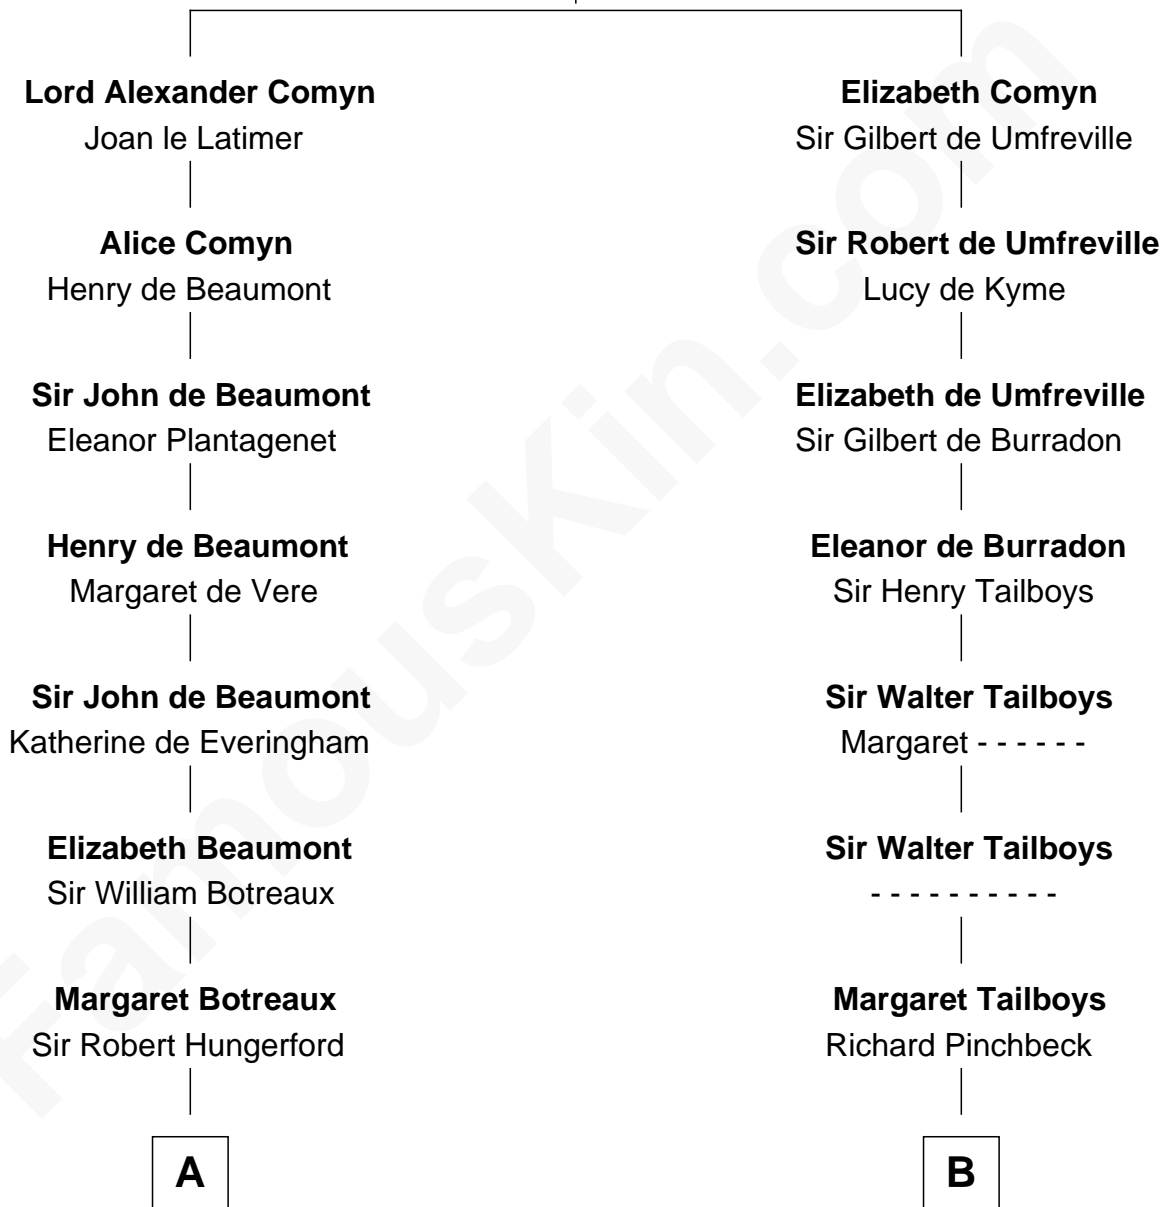 Lord Alexander Comyn
Joan le Latimer
Alice Comyn
Henry de Beaumont
Sir John de Beaumont
Eleanor Plantagenet
Henry de Beaumont
Margaret de Vere
Sir John de Beaumont
Katherine de Everingham
Elizabeth Beaumont
Sir William Botreaux
Margaret Botreaux
Sir Robert Hungerford
A
Elizabeth Comyn
Sir Gilbert de Umfreville
Sir Robert de Umfreville
Lucy de Kyme
Elizabeth de Umfreville
Sir Gilbert de Burradon
Eleanor de Burradon
Sir Henry Tailboys
Sir Walter Tailboys
Margaret - - - - - -
Sir Walter Tailboys
- - - - - - - - - -
Margaret Tailboys
Richard Pinchbeck
B
FamousKin.com